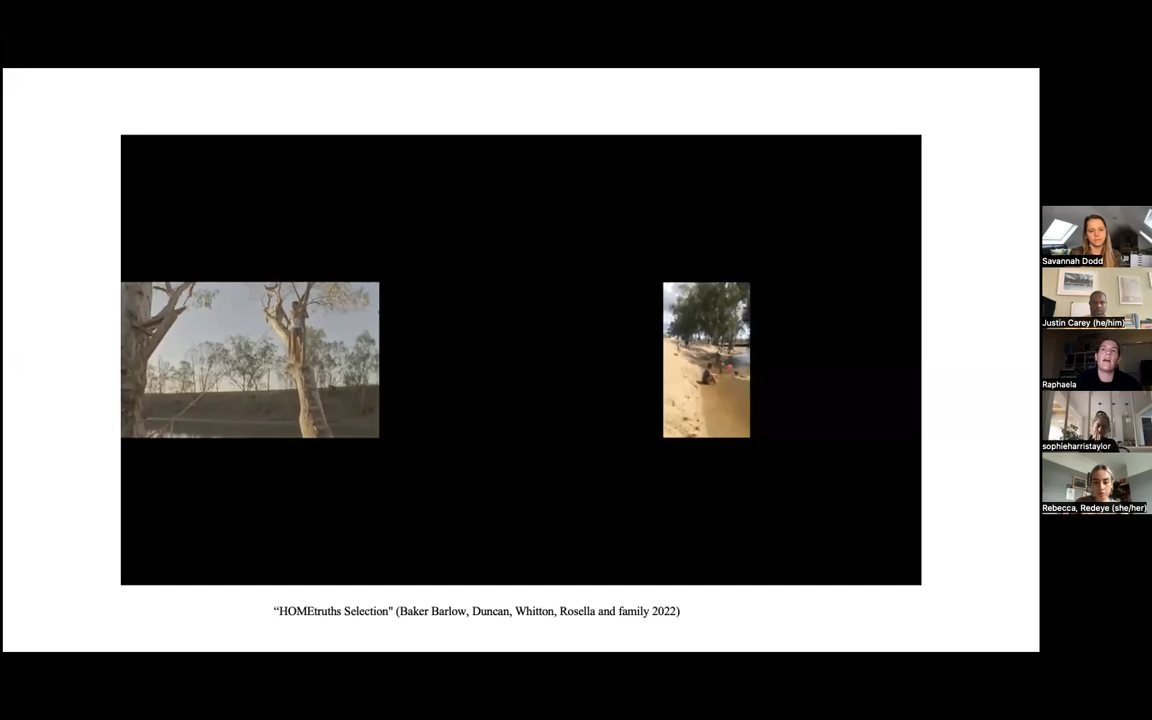 Savannah Dodd
Justin Carey (he/him)
Raphaela
sophieharristaylor
Rebecca, Redeye (she/her)
“HOMEtruths Selection" (Baker Barlow, Duncan, Whitton, Rosella and family 2022)